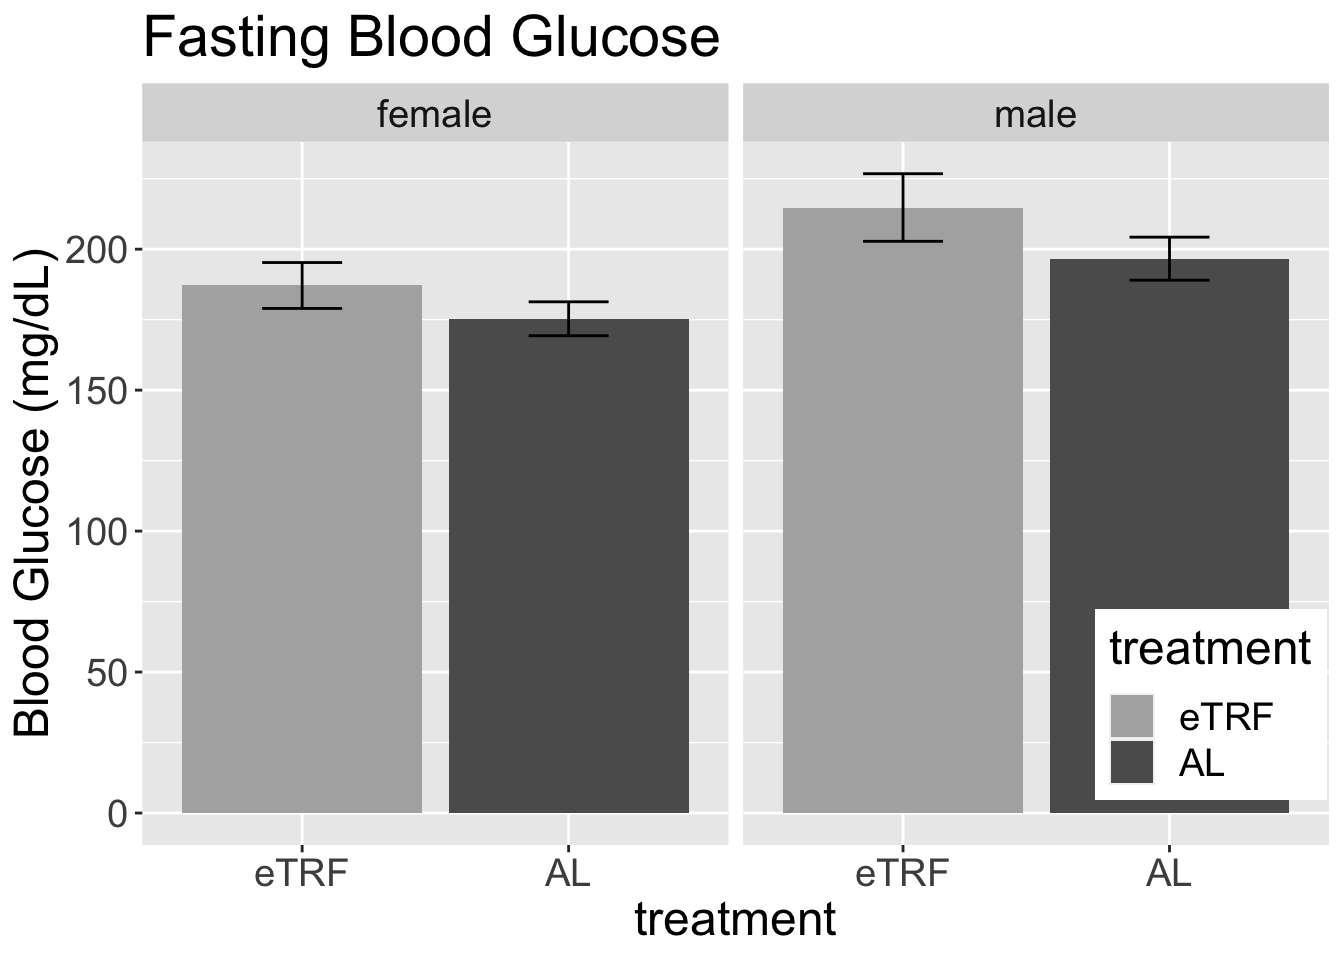 Fasting Blood Glucose
female
male
Blood Glucose (mg/dL)
200
150
100
50
0
treatment
eTRF
AL
eTRF
AL
eTRF
AL
treatment